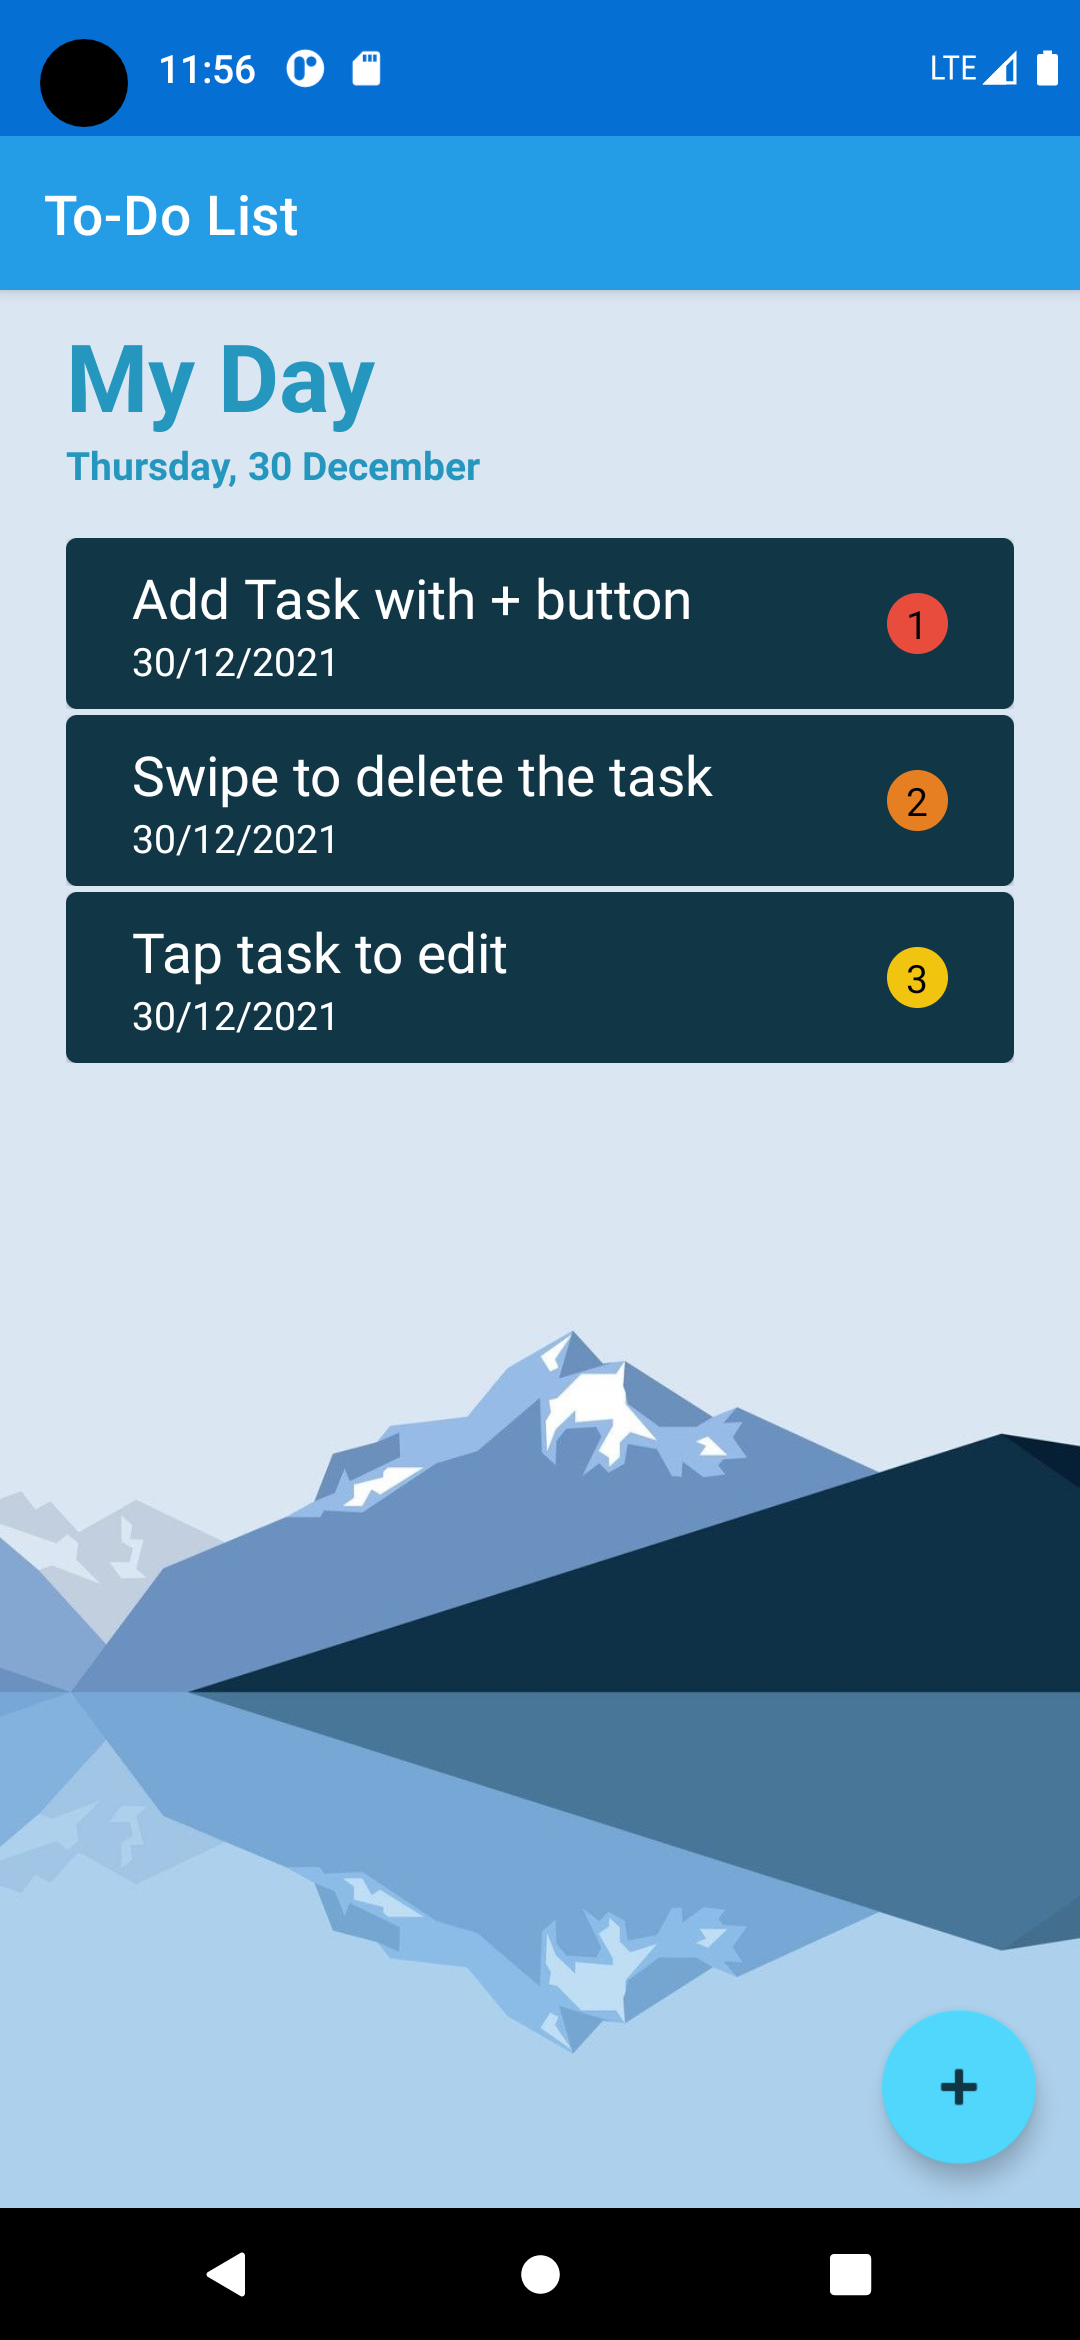 11:56
LTE
To-Do List
My Day
Thursday, 30 December
Add Task with + button
30/12/2021
1
Swipe to delete the task
30/12/2021
2
Tap task to edit
30/12/2021
3
+